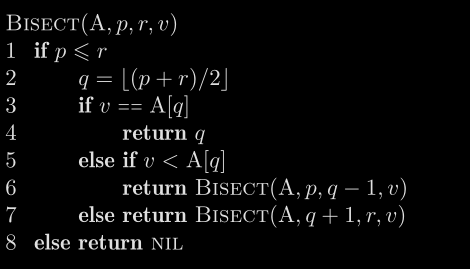 BISECT(A, p, r, v)
1 if p ⩽ r
2 q = ⌊(p + r)/2⌋
3 if v == A[q]
4 return q
5 else if v < A[q]
6 return BISECT(A, p, q − 1, v)
7 else return BISECT(A, q + 1, r, v)
8 else return NIL